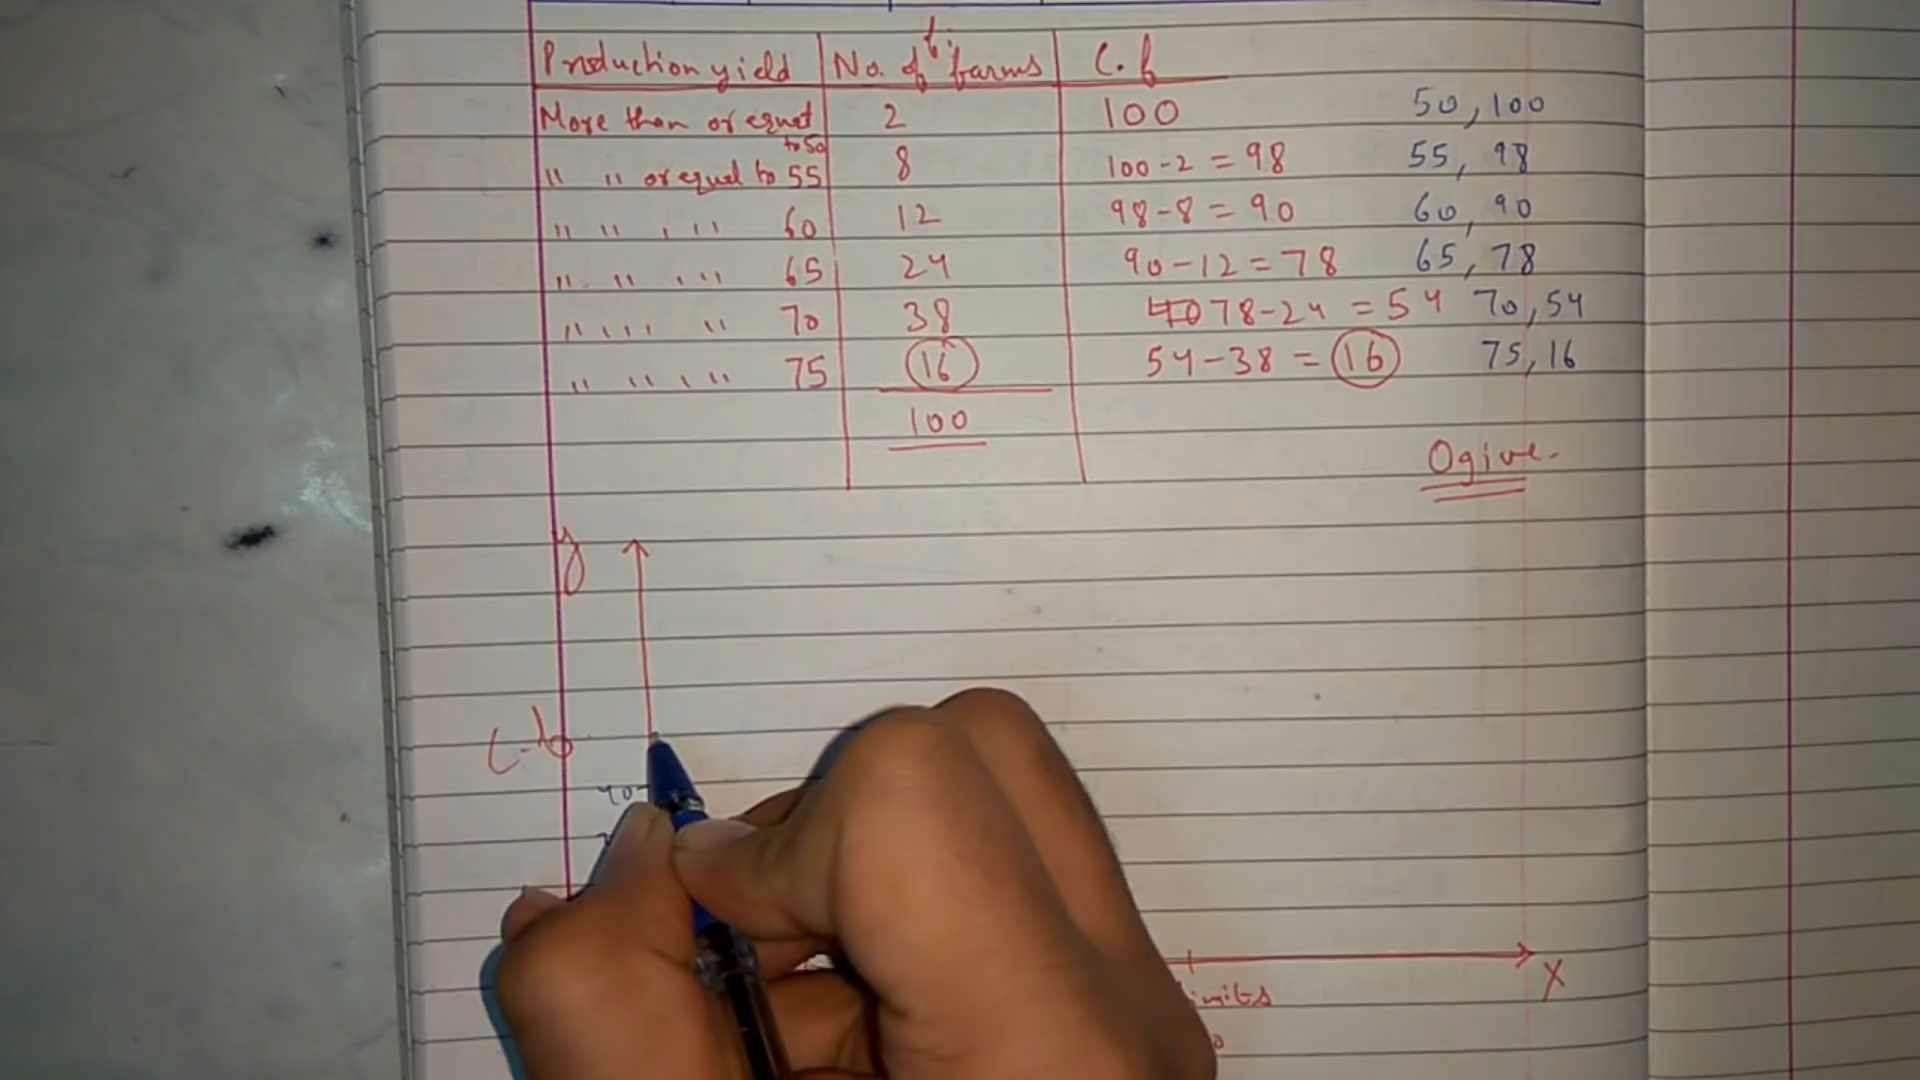 Production yield No. of farms C.f
f.
More than or equal to 50 2 100 50, 100
" " or equal to 55 8 100-2 = 98 55, 98
" " , " 60 12 98-8 = 90 60, 90
" " , " 65 24 90-12 = 78 65, 78
" " " 70 38 78-24 = 54 70, 54
" " , " 75 16 54-38 = 16 75, 16
100
Ogive.
y
C.f
40
X